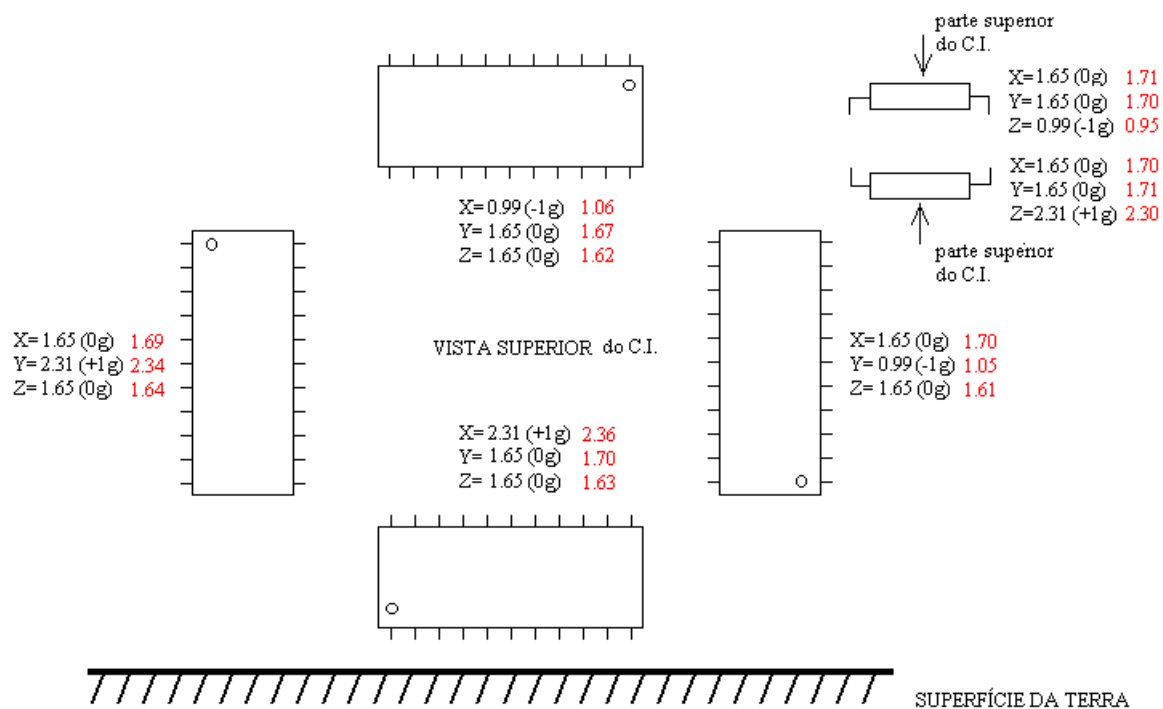 parte superior
do C.I.
X=1.65 (0g) 1.71
Y=1.65 (0g) 1.70
Z=0.99 (-1g) 0.95
X=1.65 (0g) 1.70
Y=1.65 (0g) 1.71
Z=2.31 (+1g) 2.30
parte superior
do C.I.
X=0.99 (-1g) 1.06
Y=1.65 (0g) 1.67
Z=1.65 (0g) 1.62
X=1.65 (0g) 1.69
Y=2.31 (+1g) 2.34
Z=1.65 (0g) 1.64
VISTA SUPERIOR do C.I.
X=1.65 (0g) 1.70
Y=0.99 (-1g) 1.05
Z=1.65 (0g) 1.61
X=2.31 (+1g) 2.36
Y=1.65 (0g) 1.70
Z=1.65 (0g) 1.63
SUPERFÍCIE DA TERRA